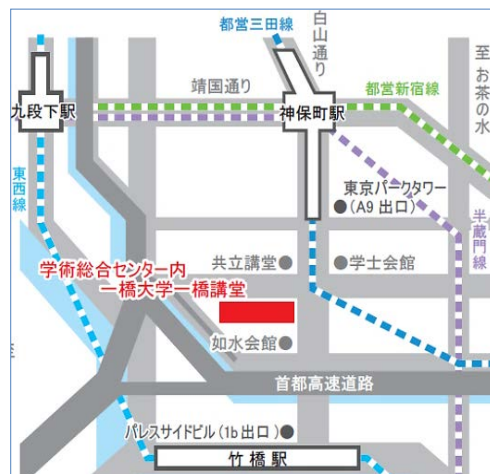 都営三田線
白山通り
至 お茶の水
靖国通り
都営新宿線
九段下駅
神保町駅
東西線
東京パークタワー
(A9 出口)
半蔵門線
学術総合センター内
一橋大学一橋講堂
共立講堂
学士会館
如水会館
首都高速道路
パレスサイドビル (1b 出口)
竹橋駅